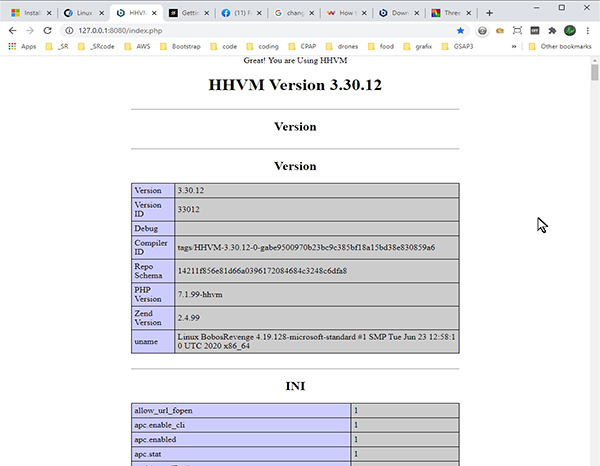 Install
Linux
HHVM
Gettin
(11) F
chang
How V
Down
Three
127.0.0.1:8080/index.php
Apps _SR _SRcode AWS Bootstrap code coding CPAP drones food grafix GSAP3 » Other bookmarks
Great! You are Using HHVM
HHVM Version 3.30.12
Version
Version
Version 3.30.12
Version
ID 33012
Debug
Compiler
ID tags/HHVM-3.30.12-0-gabe9500970b23bc9c385bf18a15bd38e830859a6
Repo
Schema 14211f856e81d66a0396172084684c3248c6dfa8
PHP
Version 7.1.99-hhvm
Zend
Version 2.4.99
uname Linux BobosRevenge 4.19.128-microsoft-standard #1 SMP Tue Jun 23 12:58:1
0 UTC 2020 x86_64
INI
allow_url_fopen 1
apc.enable_cli 1
apc.enabled 1
apc.stat 1